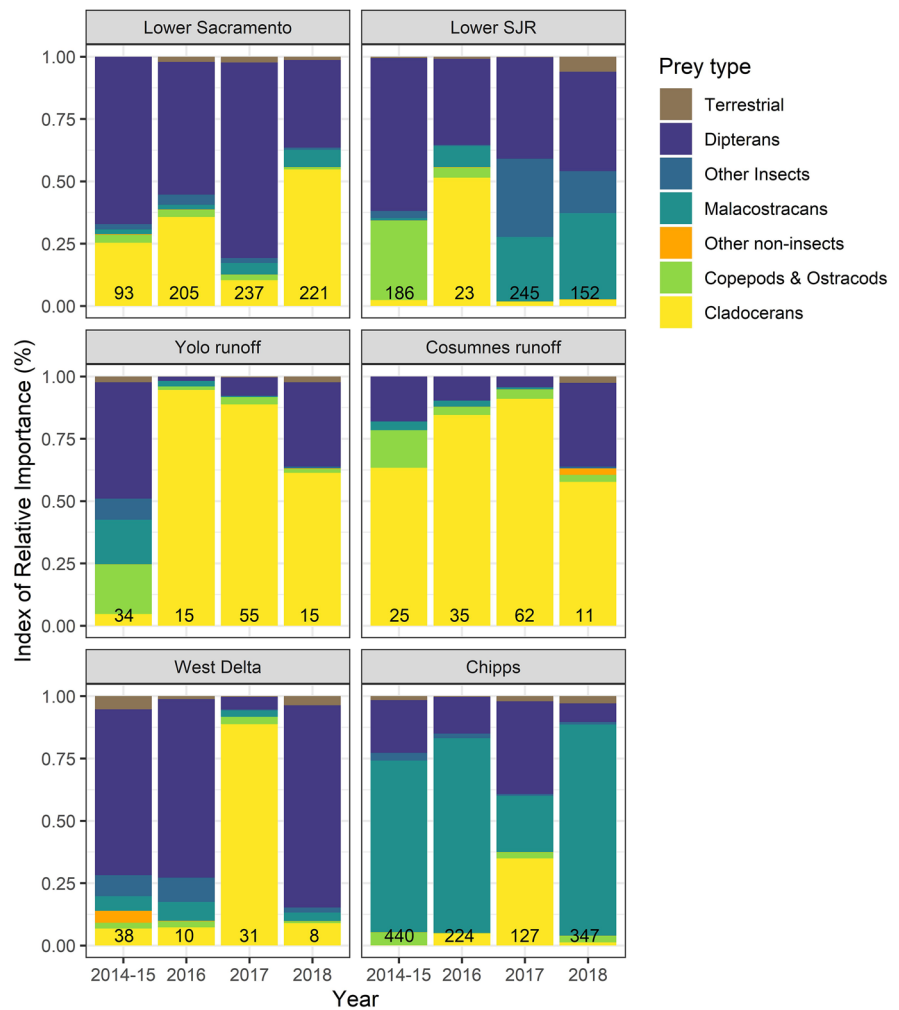 Lower Sacramento
Lower SJR
1.00
0.75
0.50
0.25
0.00
93 205 237 221
186 23 245 152
Prey type
Terrestrial
Dipterans
Other Insects
Malacostracans
Other non-insects
Copepods & Ostracods
Cladocerans
Yolo runoff
Cosumnes runoff
1.00
0.75
0.50
0.25
0.00
34 15 55 15
25 35 62 11
Index of Relative Importance (%)
West Delta
Chipps
1.00
0.75
0.50
0.25
0.00
38 10 31 8
440 224 127 347
2014-15 2016 2017 2018
2014-15 2016 2017 2018
Year